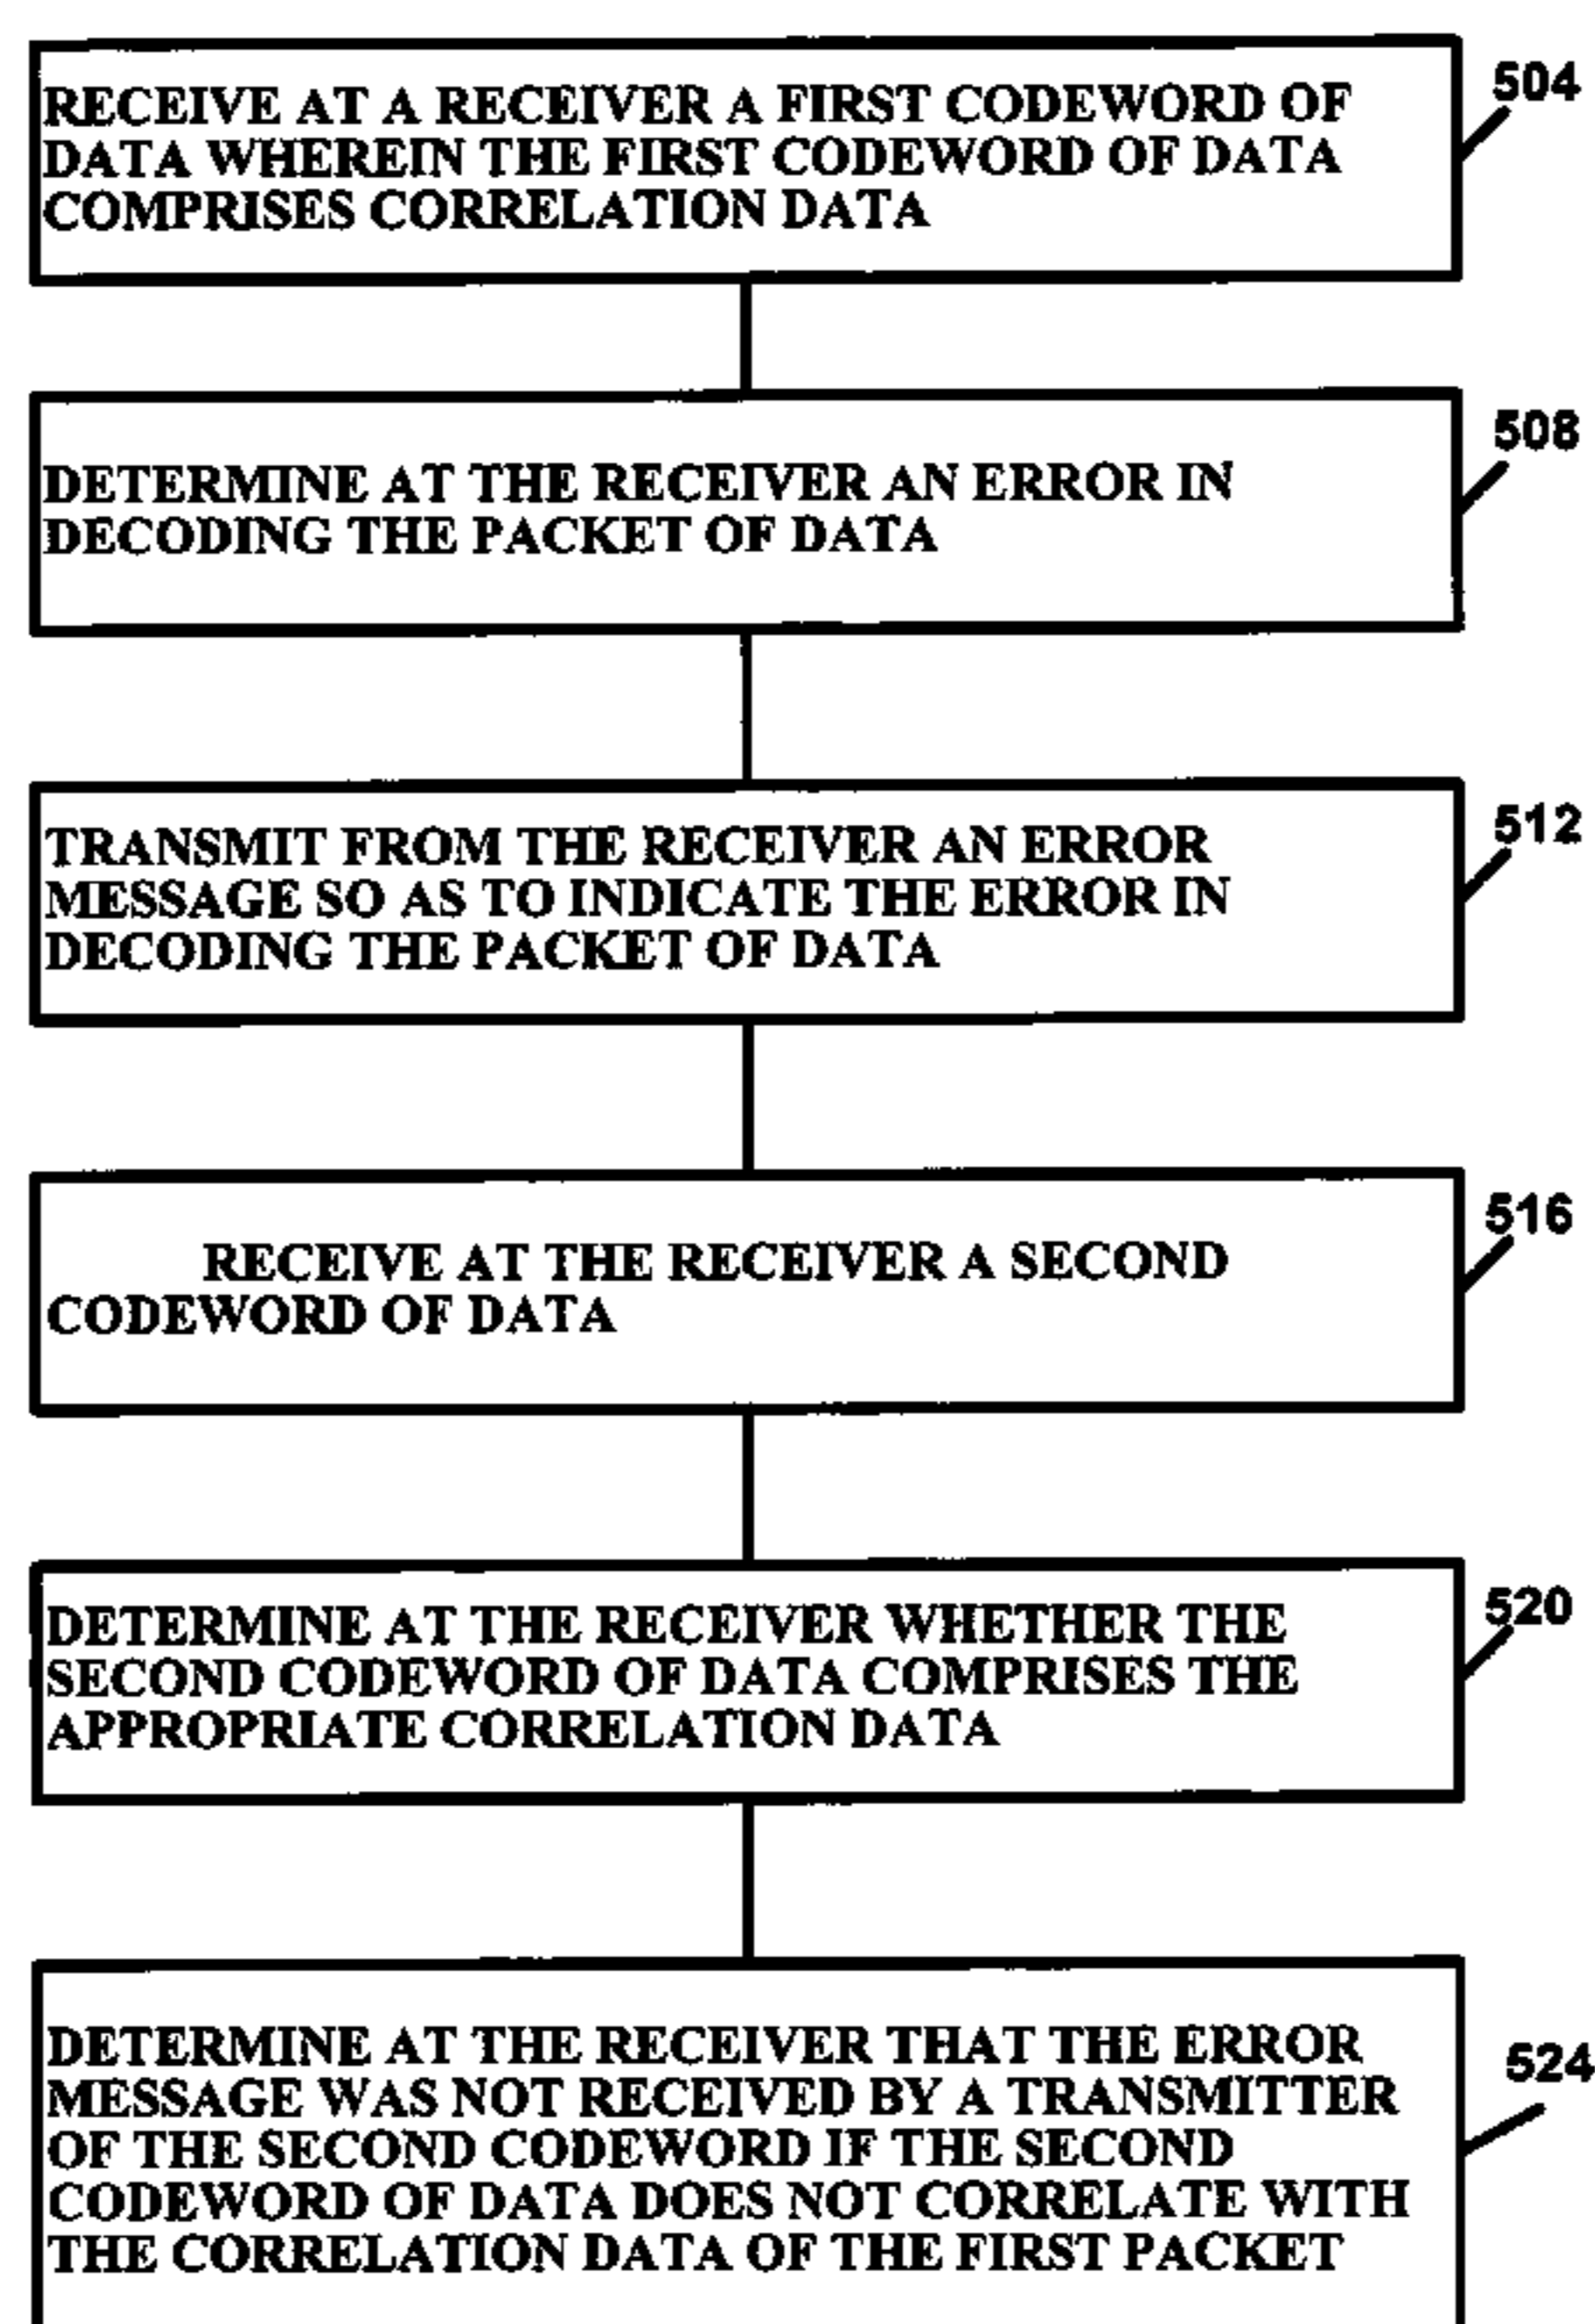 RECEIVE AT A RECEIVER A FIRST CODEWORD OF
DATA WHEREIN THE FIRST CODEWORD OF DATA
COMPRISES CORRELATION DATA
504
DETERMINE AT THE RECEIVER AN ERROR IN
DECODING THE PACKET OF DATA
508
TRANSMIT FROM THE RECEIVER AN ERROR
MESSAGE SO AS TO INDICATE THE ERROR IN
DECODING THE PACKET OF DATA
512
RECEIVE AT THE RECEIVER A SECOND
CODEWORD OF DATA
516
DETERMINE AT THE RECEIVER WHETHER THE
SECOND CODEWORD OF DATA COMPRISES THE
APPROPRIATE CORRELATION DATA
520
DETERMINE AT THE RECEIVER THAT THE ERROR
MESSAGE WAS NOT RECEIVED BY A TRANSMITTER
OF THE SECOND CODEWORD IF THE SECOND
CODEWORD OF DATA DOES NOT CORRELATE WITH
THE CORRELATION DATA OF THE FIRST PACKET
524